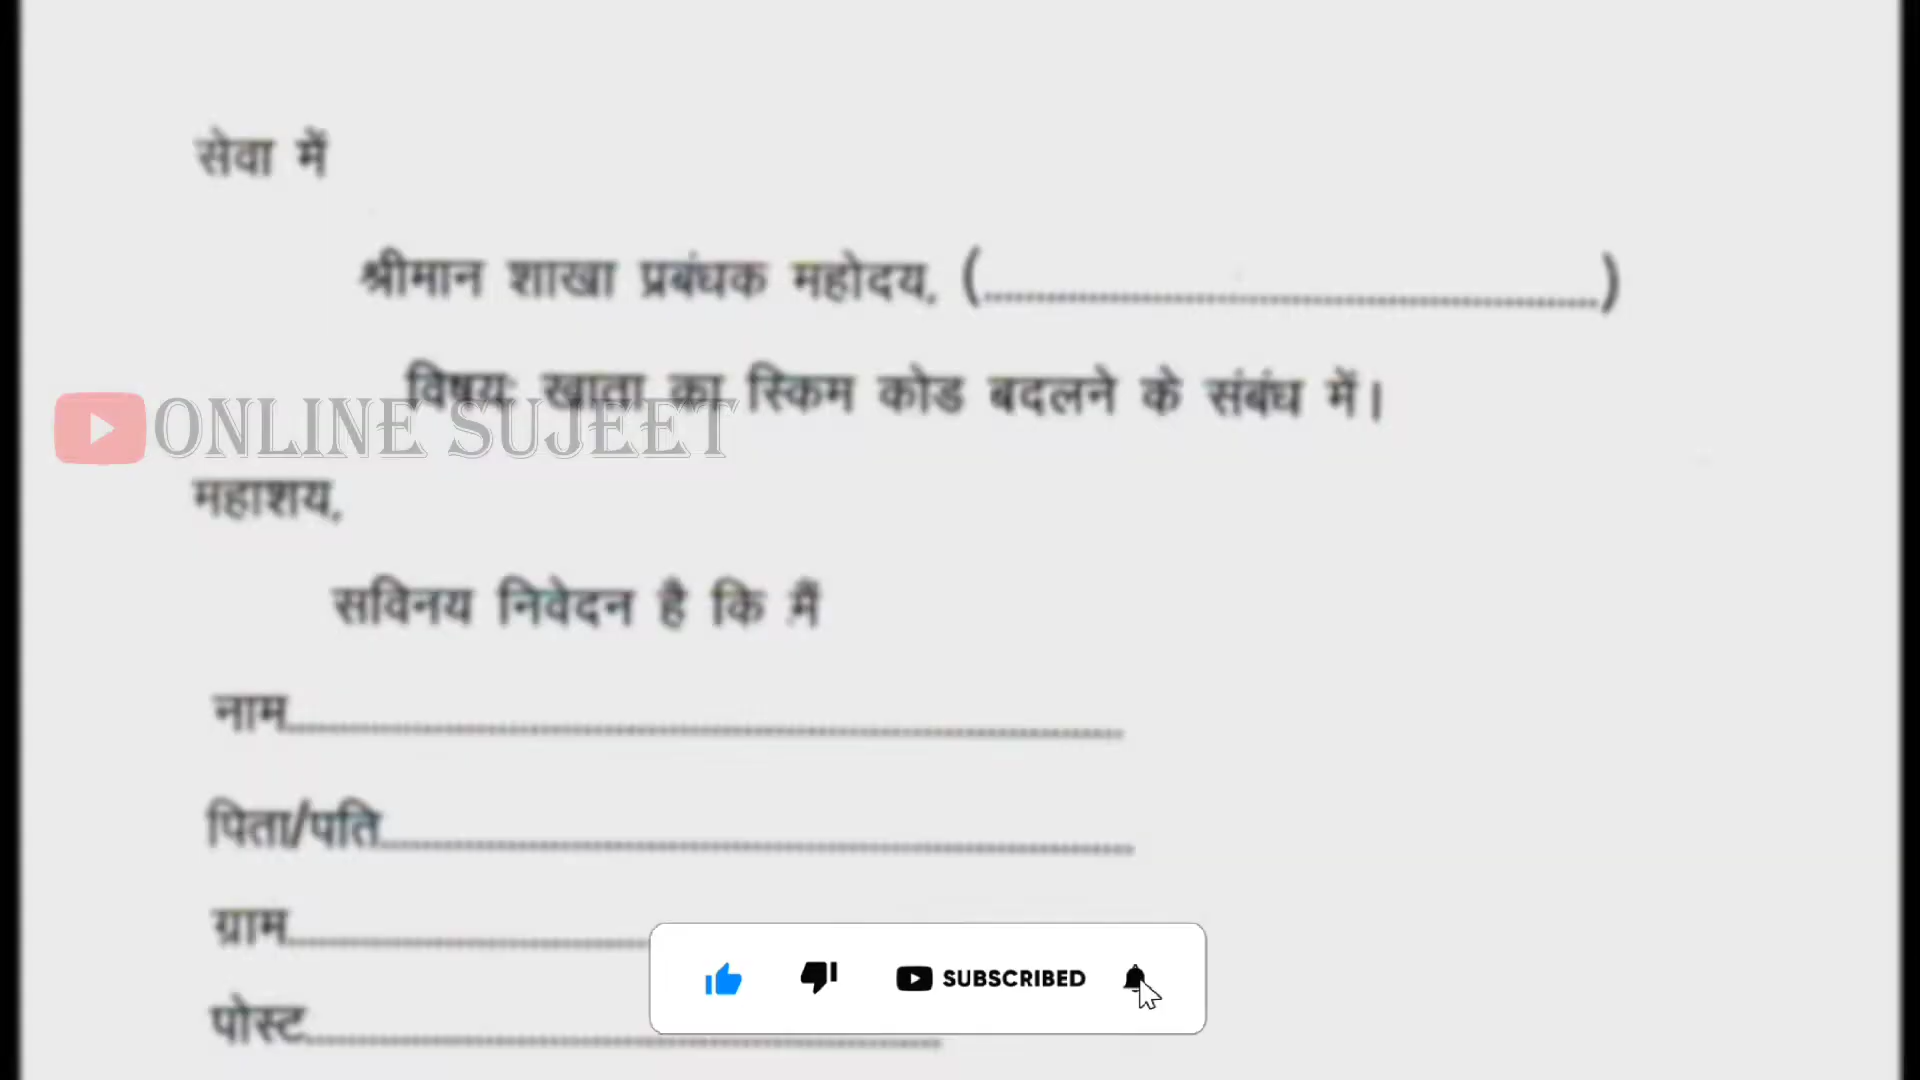 सेवा में
श्रीमान शाखा प्रबंधक महोदय, (....................................................)
विषय: खाता का स्किम कोड बदलने के संबंध में।
ONLINE SUJEET
महाशय,
सविनय निवेदन है कि मैं
नाम......................................................................
पिता/पति...............................................................
ग्राम..............................
पोस्ट.....................................................
SUBSCRIBED